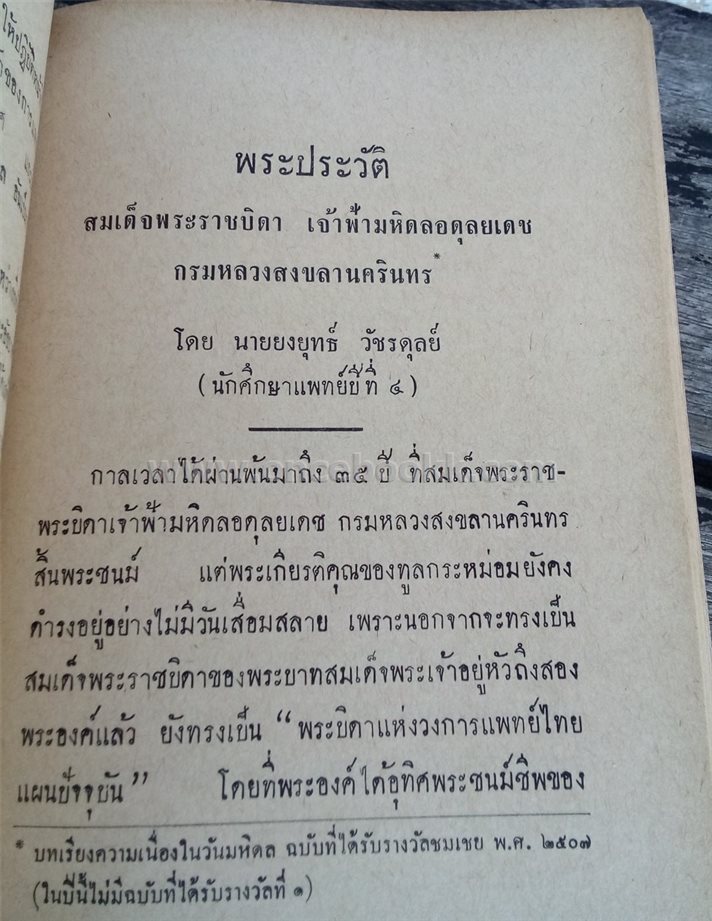 พระประวัติ
สมเด็จพระราชบิดา เจ้าฟ้ามหิดลอดุลยเดช
กรมหลวงสงขลานครินทร*
โดย นายยงยุทธ์ วัชรดุลย์
(นักศึกษาแพทย์ปีที่ ๔)
กาลเวลาได้ผ่านพ้นมาถึง ๓๕ ปี ที่สมเด็จพระราช-
พระบิดาเจ้าฟ้ามหิดลอดุลยเดช กรมหลวงสงขลานครินทร
สิ้นพระชนม์ แต่พระเกียรติคุณของทูลกระหม่อมยังคง
ดำรงอยู่อย่างไม่มีวันเสื่อมสลาย เพราะนอกจากจะทรงเป็น
สมเด็จพระราชบิดาของพระบาทสมเด็จพระเจ้าอยู่หัวถึงสอง
พระองค์แล้ว ยังทรงเป็น “พระบิดาแห่งวงการแพทย์ไทย
แผนปัจจุบัน” โดยที่พระองค์ได้อุทิศพระชนม์ชีพของ
* บทเรียงความเนื่องในวันมหิดล ฉบับที่ได้รับรางวัลชมเชย พ.ศ. ๒๕๐๗
(ในปีนี้ไม่มีฉบับที่ได้รับรางวัลที่ ๑)